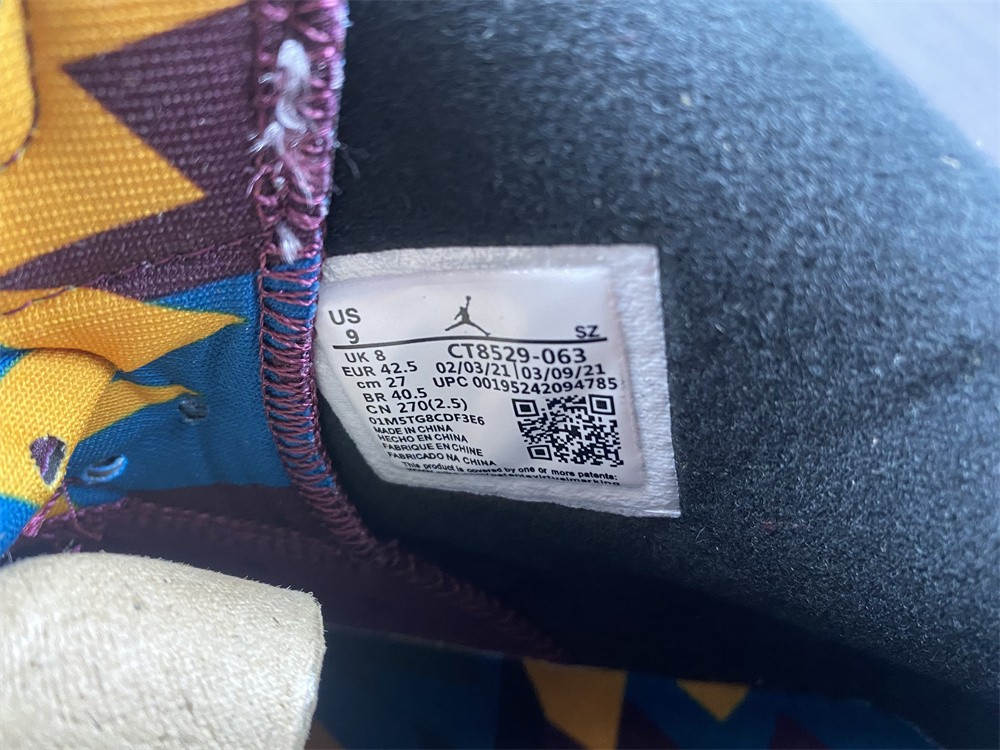 US
9
SZ
UK 8
CT8529-063
EUR 42.5
02/03/21 03/09/21
cm 27
UPC 00195242094785
BR 40.5
CN 270(2.5)
01M5TG8CDF3E6
MADE IN CHINA
HECHO EN CHINA
FABRIQUE EN CHINE
FABRICADO NA CHINA
This product is covered by one or more patents: